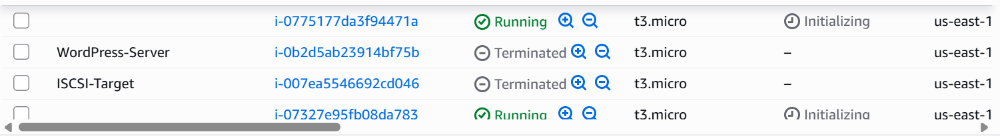 i-0775177da3f94471a Running t3.micro Initializing us-east-1
WordPress-Server i-0b2d5ab23914bf75b Terminated t3.micro – us-east-1
ISCSI-Target i-007ea5546692cd046 Terminated t3.micro – us-east-1
i-07327e95fb08da783 Running t3.micro Initializing us-east-1